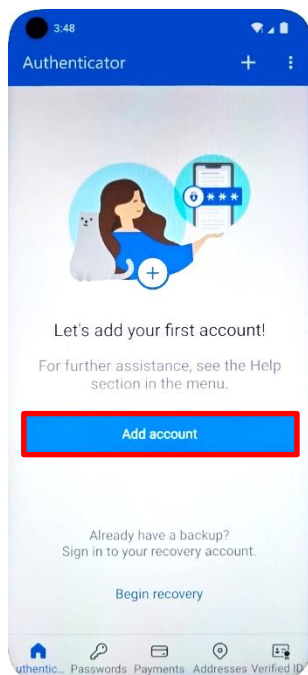 3:48
Authenticator
***
Let's add your first account!
For further assistance, see the Help
section in the menu.
Add account
Already have a backup?
Sign in to your recovery account.
Begin recovery
uthentic... Passwords Payments Addresses Verified ID